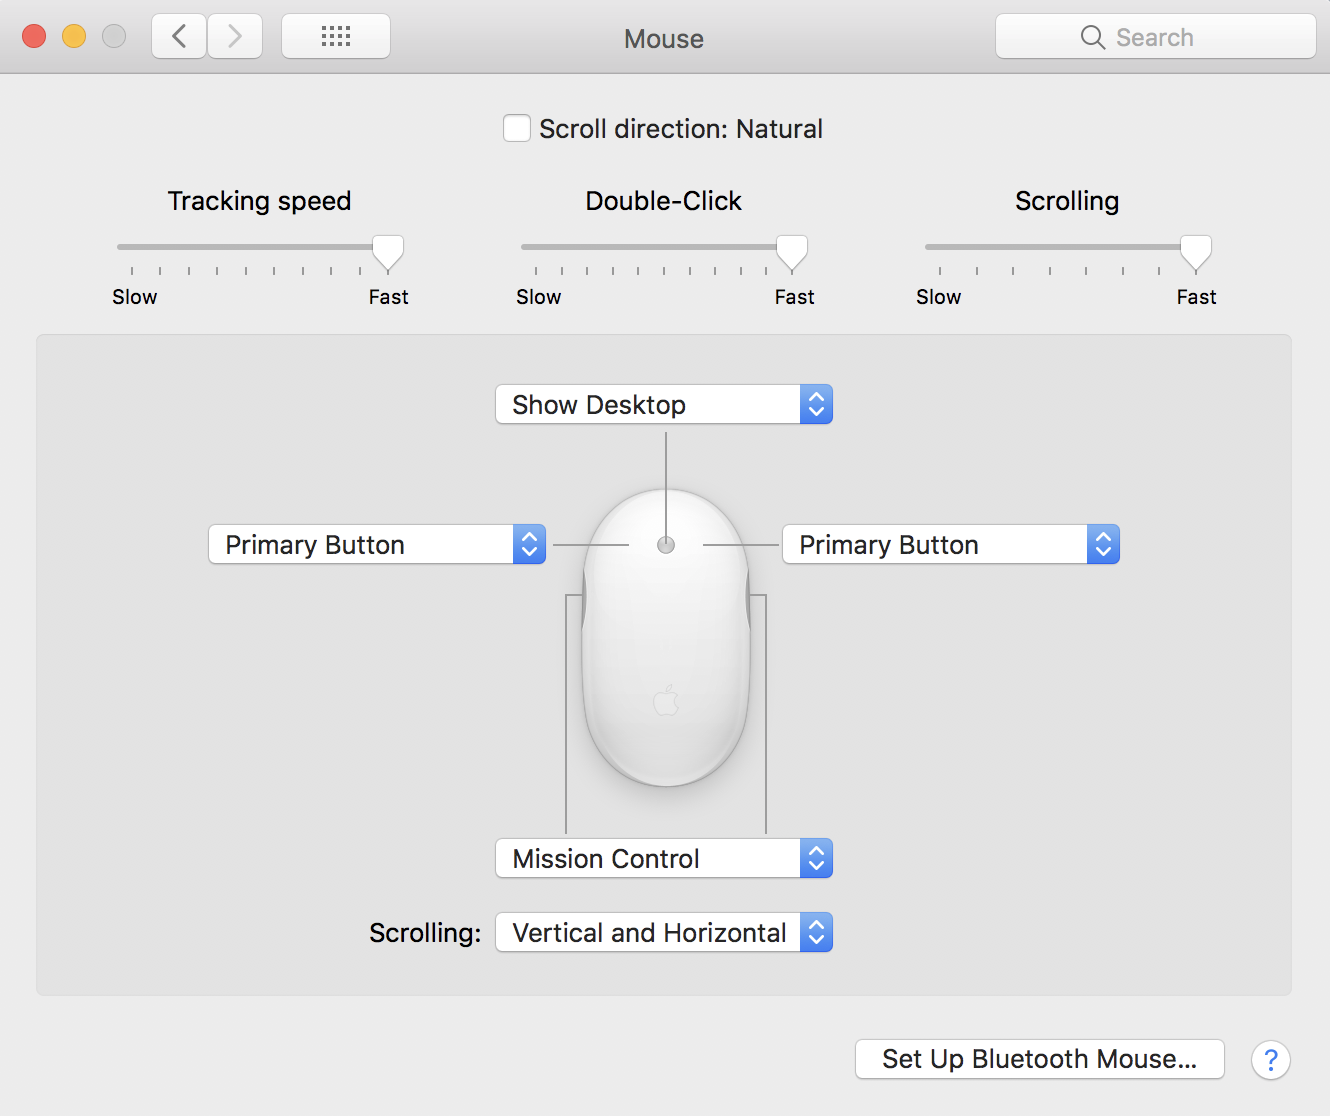 Mouse
Search
Scroll direction: Natural
Tracking speed
Double-Click
Scrolling
Slow
Fast
Slow
Fast
Slow
Fast
Show Desktop
Primary Button
Primary Button
Mission Control
Scrolling:
Vertical and Horizontal
Set Up Bluetooth Mouse...
?